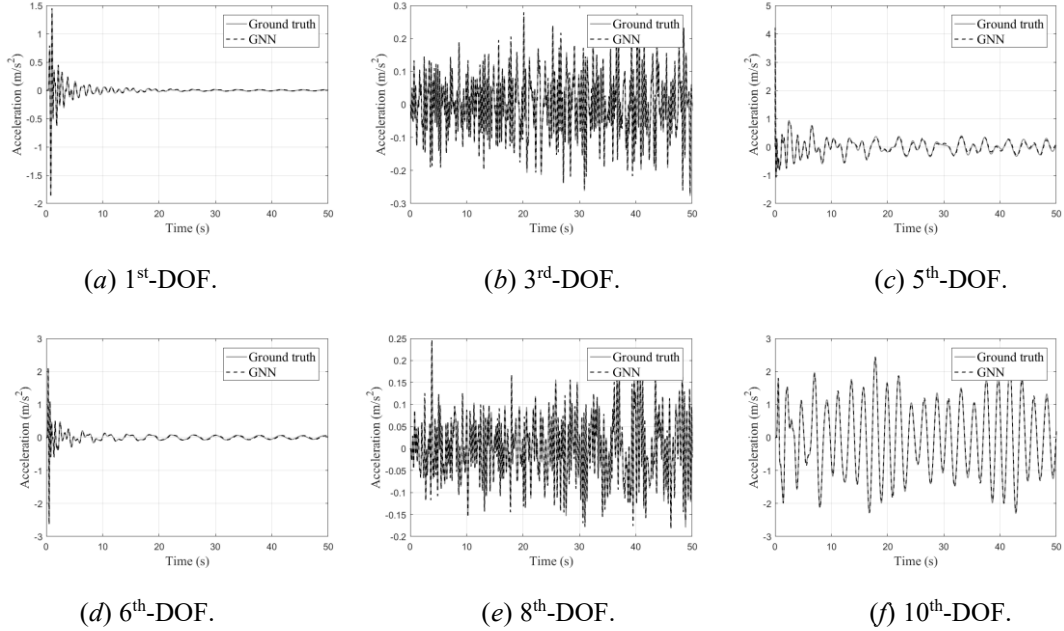 1.5
1
0.5
0
-0.5
-1
-1.5
-2
Acceleration (m/s²)
0 10 20 30 40 50
Time (s)
Ground truth
GNN
(a) 1st-DOF.
0.3
0.2
0.1
0
-0.1
-0.2
-0.3
Acceleration (m/s²)
0 10 20 30 40 50
Time (s)
Ground truth
GNN
(b) 3rd-DOF.
5
4
3
2
1
0
-1
-2
Acceleration (m/s²)
0 10 20 30 40 50
Time (s)
Ground truth
GNN
(c) 5th-DOF.
3
2
1
0
-1
-2
-3
Acceleration (m/s²)
0 10 20 30 40 50
Time (s)
Ground truth
GNN
(d) 6th-DOF.
0.25
0.2
0.15
0.1
0.05
0
-0.05
-0.1
-0.15
-0.2
Acceleration (m/s²)
0 10 20 30 40 50
Time (s)
Ground truth
GNN
(e) 8th-DOF.
3
2
1
0
-1
-2
-3
Acceleration (m/s²)
0 10 20 30 40 50
Time (s)
Ground truth
GNN
(f) 10th-DOF.